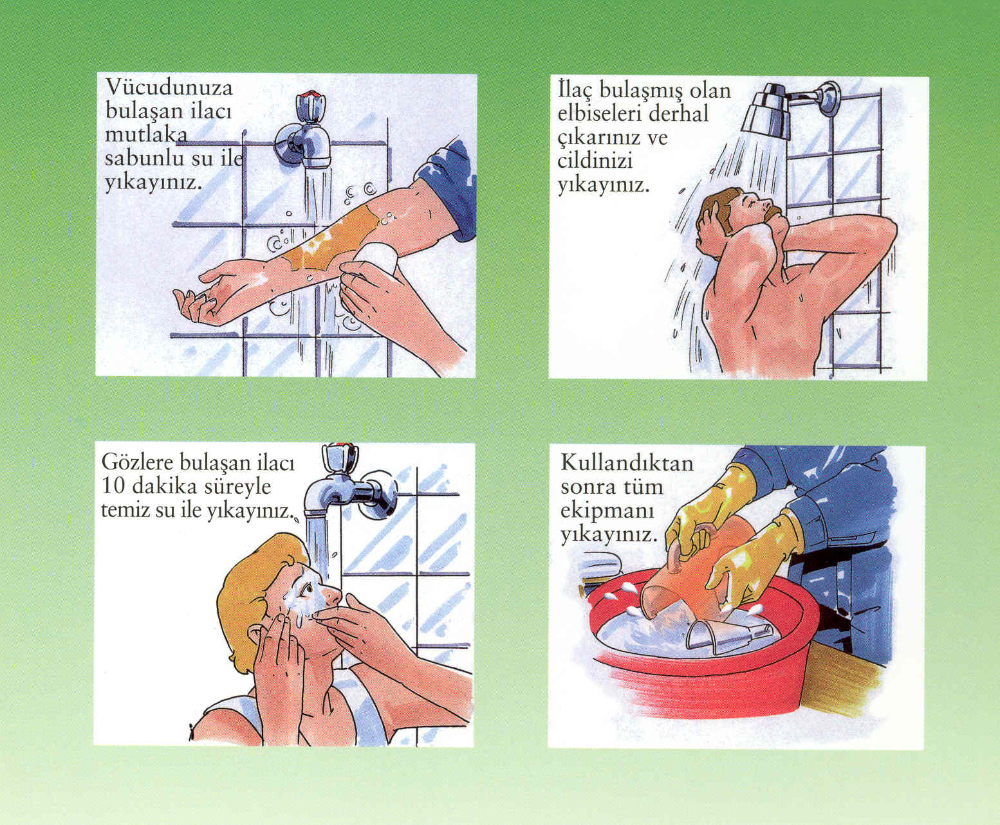 Vücudunuza
bulaşan ilacı
mutlaka
sabunlu su ile
yıkayınız.
İlaç bulaşmış olan
elbiseleri derhal
çıkarınız ve
cildinizi
yıkayınız.
Gözlere bulaşan ilacı
10 dakika süreyle
temiz su ile yıkayınız.
Kullandıktan
sonra tüm
ekipmanı
yıkayınız.